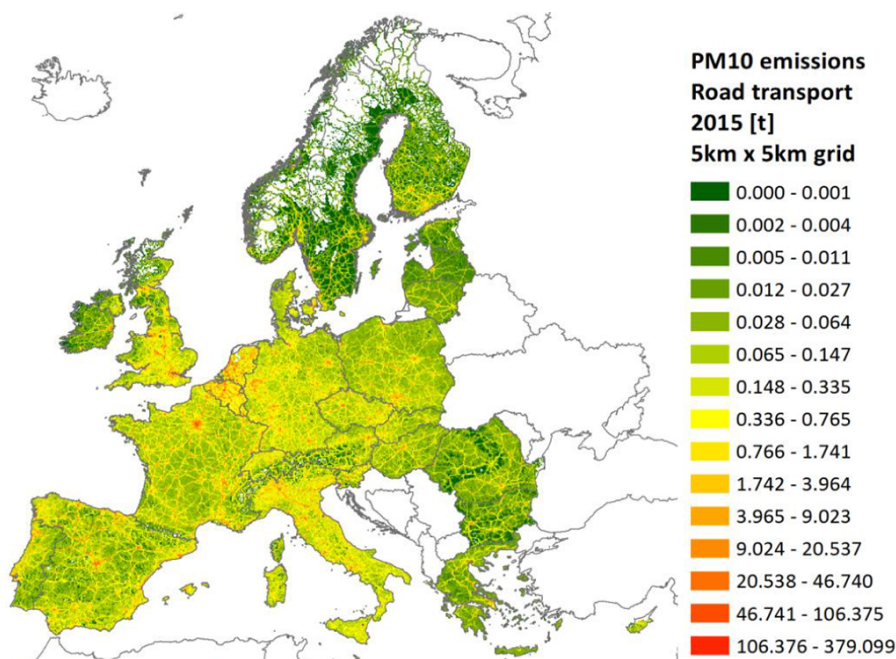 PM10 emissions
Road transport
2015 [t]
5km x 5km grid
0.000 - 0.001
0.002 - 0.004
0.005 - 0.011
0.012 - 0.027
0.028 - 0.064
0.065 - 0.147
0.148 - 0.335
0.336 - 0.765
0.766 - 1.741
1.742 - 3.964
3.965 - 9.023
9.024 - 20.537
20.538 - 46.740
46.741 - 106.375
106.376 - 379.099